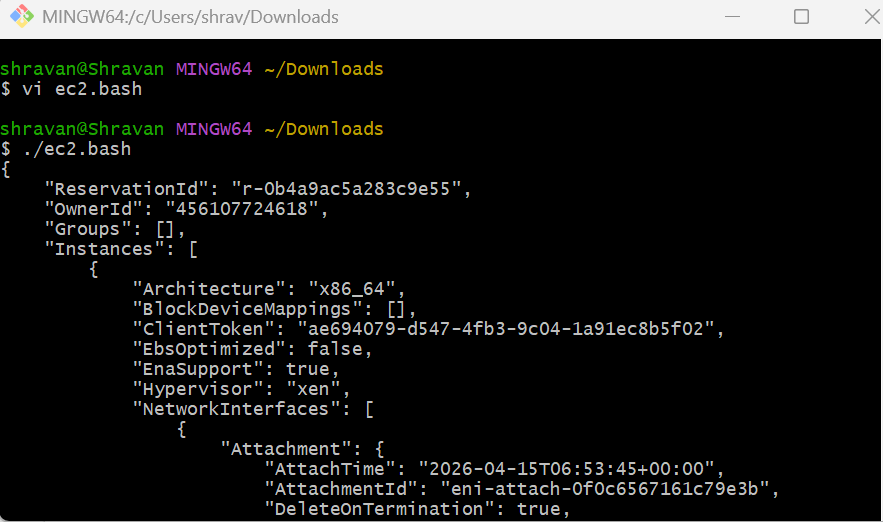 MINGW64:/c/Users/shrav/Downloads
shravan@Shravan MINGW64 ~/Downloads
$ vi ec2.bash
shravan@Shravan MINGW64 ~/Downloads
$ ./ec2.bash
{
    "ReservationId": "r-0b4a9ac5a283c9e55",
    "OwnerId": "456107724618",
    "Groups": [],
    "Instances": [
        {
            "Architecture": "x86_64",
            "BlockDeviceMappings": [],
            "ClientToken": "ae694079-d547-4fb3-9c04-1a91ec8b5f02",
            "EbsOptimized": false,
            "EnaSupport": true,
            "Hypervisor": "xen",
            "NetworkInterfaces": [
                {
                    "Attachment": {
                        "AttachTime": "2026-04-15T06:53:45+00:00",
                        "AttachmentId": "eni-attach-0f0c6567161c79e3b",
                        "DeleteOnTermination": true,